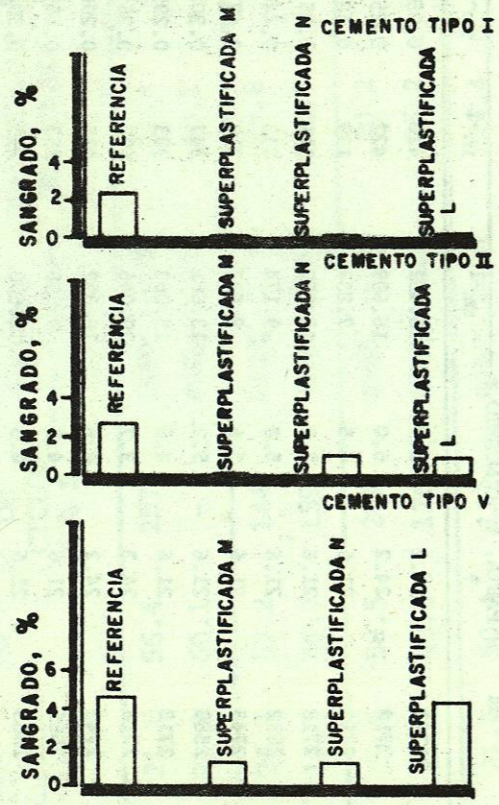 CEMENTO TIPO I
SANGRADO, %
4
2
0
REFERENCIA
SUPERPLASTIFICADA M
SUPERPLASTIFICADA N
SUPERPLASTIFICADA L
CEMENTO TIPO II
SANGRADO, %
4
2
0
REFERENCIA
SUPERPLASTIFICADA M
SUPERPLASTIFICADA N
SUPERPLASTIFICADA L
CEMENTO TIPO V
SANGRADO, %
6
4
2
0
REFERENCIA
SUPERPLASTIFICADA M
SUPERPLASTIFICADA N
SUPERPLASTIFICADA L